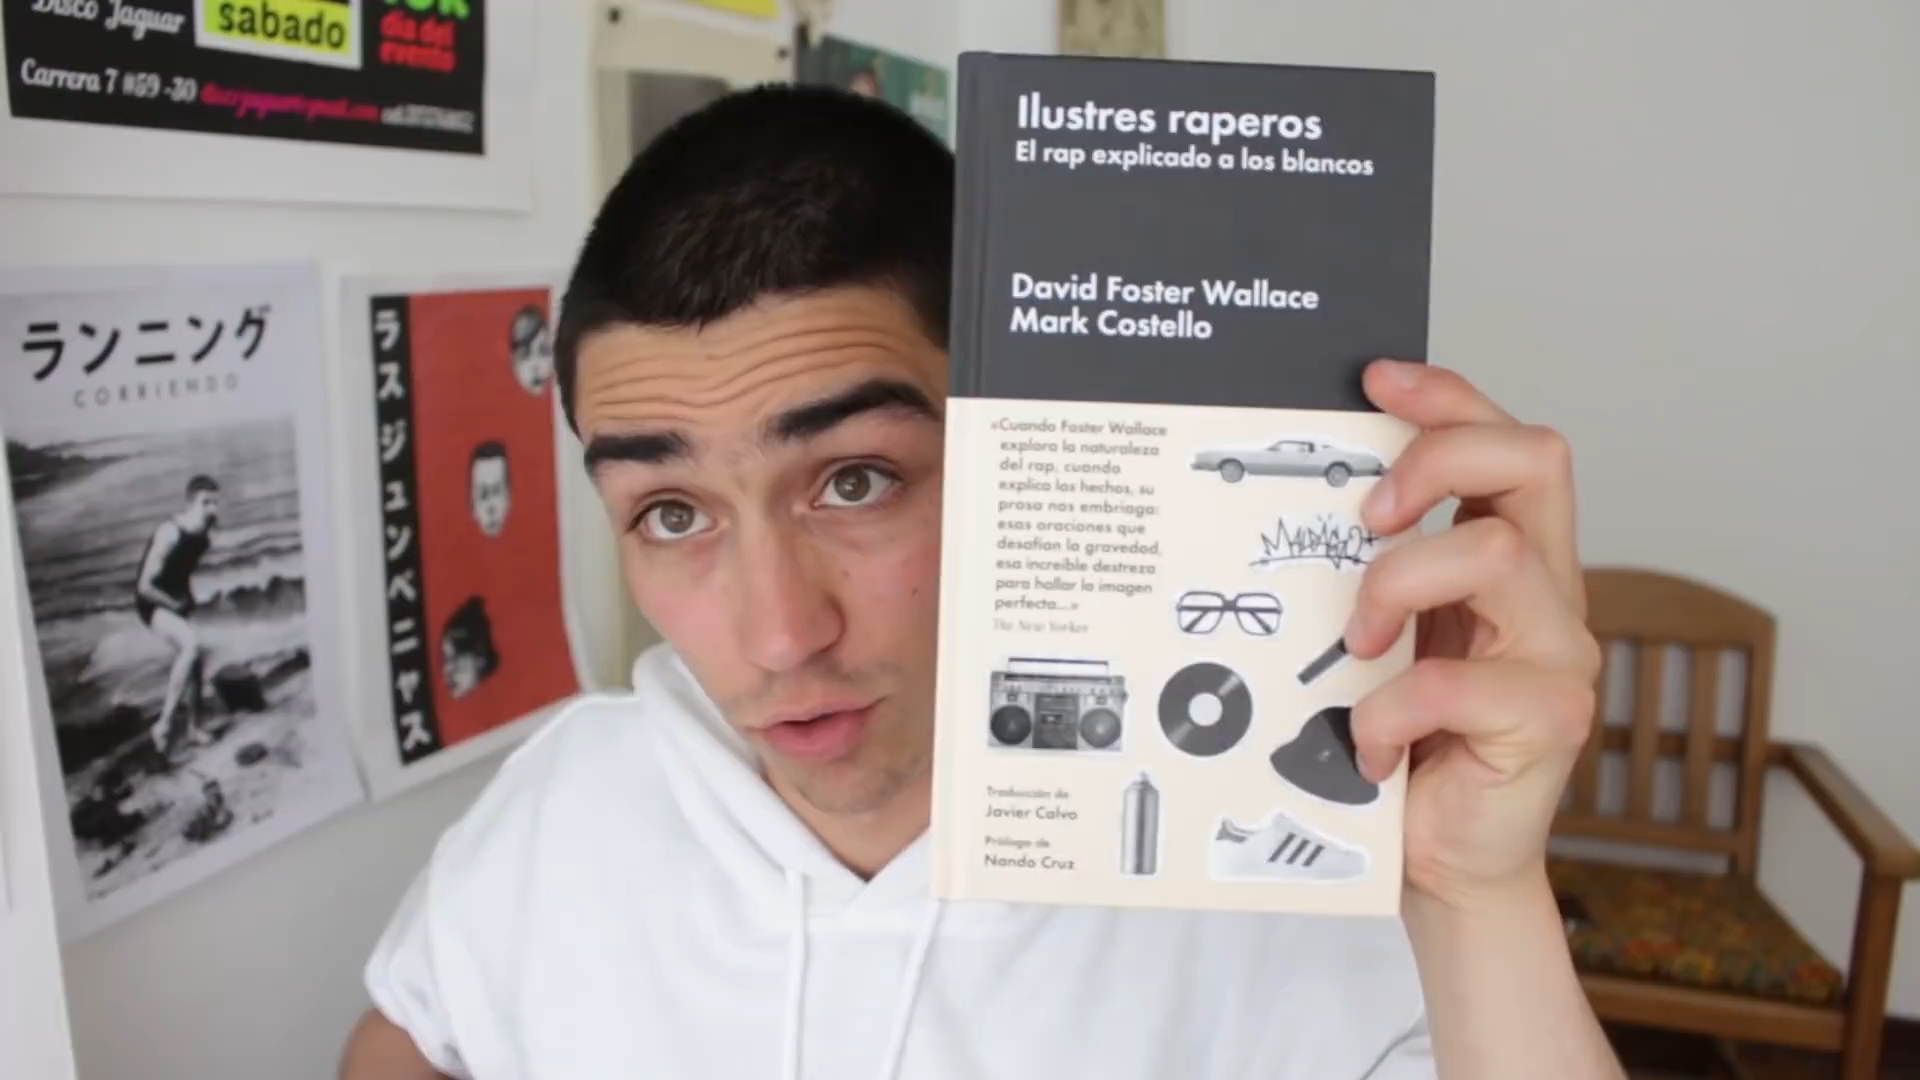 Disco Jaguar
sabado
dia del
evento
Carrera 7 #59 -30
ランニング
CORRIENDO
ラスジュンベニャス
Ilustres raperos
El rap explicado a los blancos
David Foster Wallace
Mark Costello
«Cuando Foster Wallace
explora la naturaleza
del rap, cuando
explica los hechos, su
prosa nos embriaga:
esas oraciones que
desafían la gravedad,
esa increíble destreza
para hallar la imagen
perfecta...»
The New Yorker
Traducción de
Javier Calvo
Prólogo de
Nando Cruz